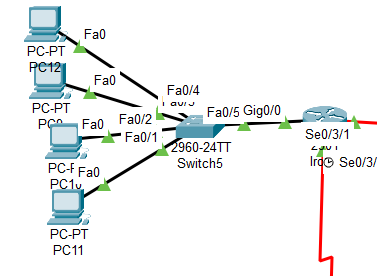 Fa0
PC-PT
PC12
Fa0
PC-PT
Fa0/4
Fa0/2
Fa0/5
Gig0/0
Fa0
Fa0/1
2960-24TT
Switch5
Se0/3/1
Se0/3/
Fa0
PC-PT
PC11